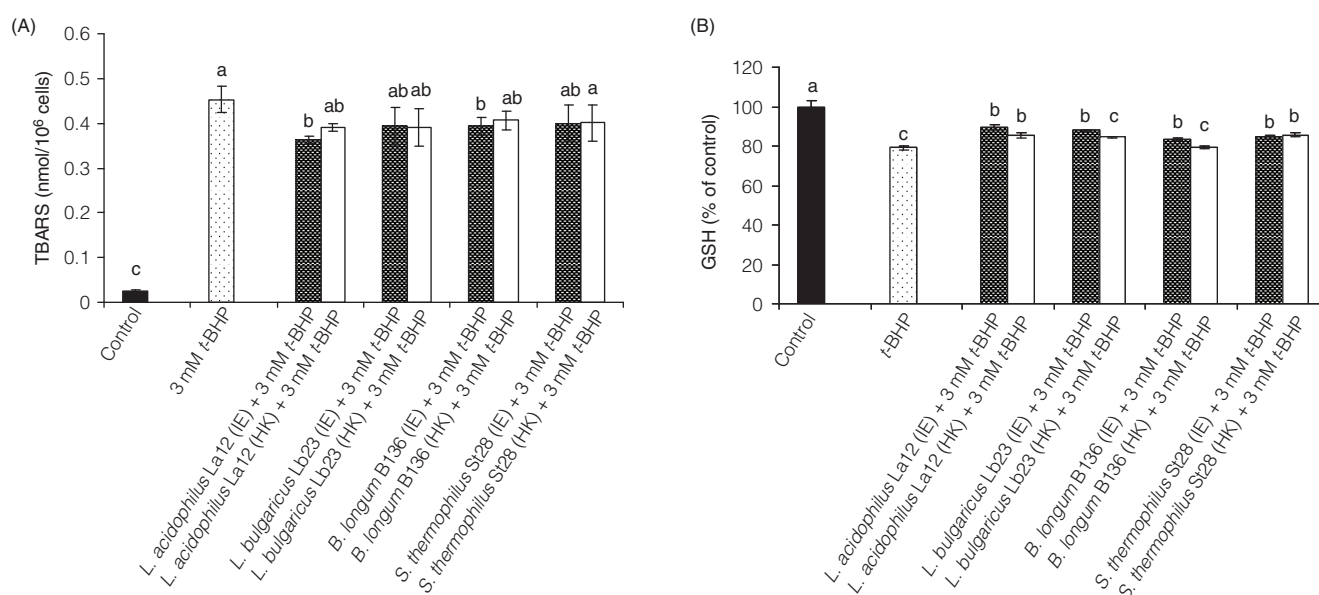 (A)
TBARS (nmol/10⁶ cells)
0.6
0.5
0.4
0.3
0.2
0.1
0
c
a
b
ab
ab
ab
b
ab
ab
a
Control
3 mM t-BHP
L. acidophilus La12 (IE) + 3 mM t-BHP
L. acidophilus La12 (HK) + 3 mM t-BHP
L. bulgaricus Lb23 (IE) + 3 mM t-BHP
L. bulgaricus Lb23 (HK) + 3 mM t-BHP
B. longum B136 (IE) + 3 mM t-BHP
B. longum B136 (HK) + 3 mM t-BHP
S. thermophilus St28 (IE) + 3 mM t-BHP
S. thermophilus St28 (HK) + 3 mM t-BHP
(B)
GSH (% of control)
120
100
80
60
40
20
0
a
c
b
b
b
c
b
c
b
b
Control
t-BHP
L. acidophilus La12 (IE) + 3 mM t-BHP
L. acidophilus La12 (HK) + 3 mM t-BHP
L. bulgaricus Lb23 (IE) + 3 mM t-BHP
L. bulgaricus Lb23 (HK) + 3 mM t-BHP
B. longum B136 (IE) + 3 mM t-BHP
B. longum B136 (HK) + 3 mM t-BHP
S. thermophilus St28 (IE) + 3 mM t-BHP
S. thermophilus St28 (HK) + 3 mM t-BHP